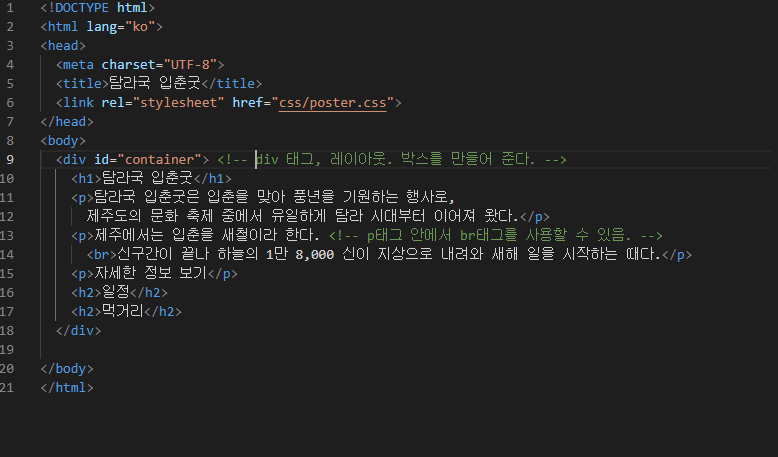 1 <!DOCTYPE html>
2 <html lang="ko">
3 <head>
4 <meta charset="UTF-8">
5 <title>탐라국 입춘굿</title>
6 <link rel="stylesheet" href="css/poster.css">
7 </head>
8 <body>
9 <div id="container"> <!-- div 태그, 레이아웃. 박스를 만들어 준다. -->
10 <h1>탐라국 입춘굿</h1>
11 <p>탐라국 입춘굿은 입춘을 맞아 풍년을 기원하는 행사로,
12 제주도의 문화 축제 중에서 유일하게 탐라 시대부터 이어져 왔다.</p>
13 <p>제주에서는 입춘을 새철이라 한다. <!-- p태그 안에서 br태그를 사용할 수 있음. -->
14 <br>신구간이 끝나 하늘의 1만 8,000 신이 지상으로 내려와 새해 일을 시작하는 때다.</p>
15 <p>자세한 정보 보기</p>
16 <h2>일정</h2>
17 <h2>먹거리</h2>
18 </div>
19
20 </body>
21 </html>